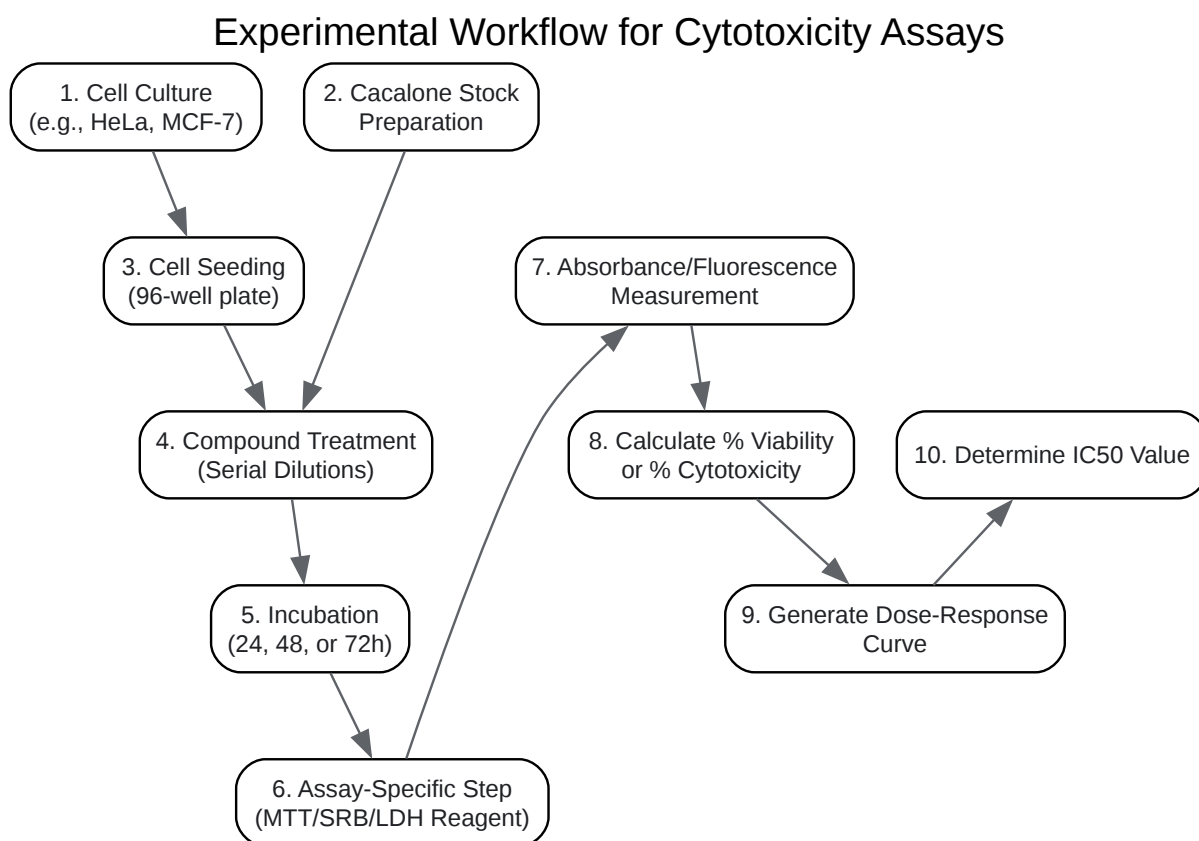 Experimental Workflow for Cytotoxicity Assays
1. Cell Culture
(e.g., HeLa, MCF-7)
2. Cacalone Stock
Preparation
3. Cell Seeding
(96-well plate)
4. Compound Treatment
(Serial Dilutions)
5. Incubation
(24, 48, or 72h)
6. Assay-Specific Step
(MTT/SRB/LDH Reagent)
7. Absorbance/Fluorescence
Measurement
8. Calculate % Viability
or % Cytotoxicity
9. Generate Dose-Response
Curve
10. Determine IC50 Value